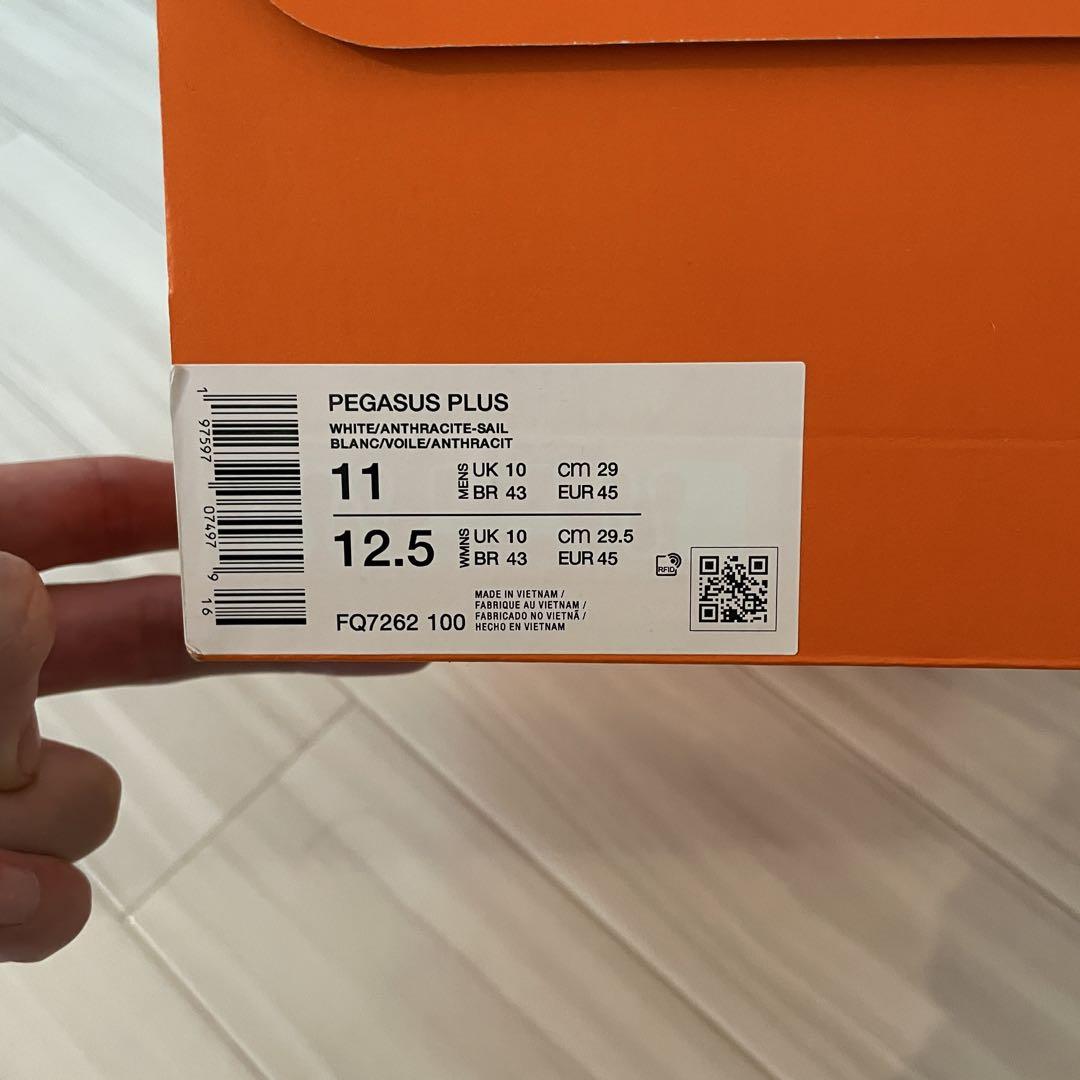 PEGASUS PLUS
WHITE/ANTHRACITE-SAIL
BLANC/VOILE/ANTHRACIT
11 MENS UK 10 cm 29
BR 43 EUR 45
12.5 WMNS UK 10 cm 29.5
BR 43 EUR 45
RFID
FQ7262 100
MADE IN VIETNAM /
FABRIQUE AU VIETNAM /
FABRICADO NO VIETNÃ /
HECHO EN VIETNAM
1 97597 07497 9 16